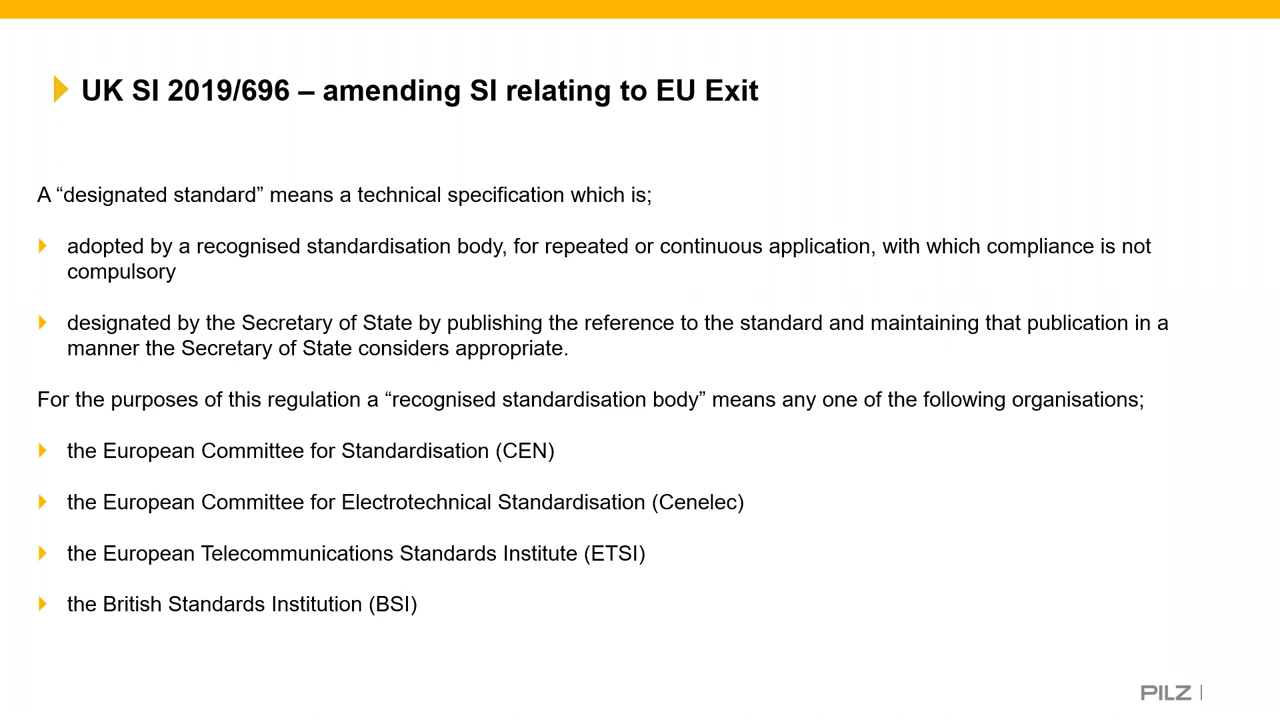 UK SI 2019/696 – amending SI relating to EU Exit
A “designated standard” means a technical specification which is;
adopted by a recognised standardisation body, for repeated or continuous application, with which compliance is not
compulsory
designated by the Secretary of State by publishing the reference to the standard and maintaining that publication in a
manner the Secretary of State considers appropriate.
For the purposes of this regulation a “recognised standardisation body” means any one of the following organisations;
the European Committee for Standardisation (CEN)
the European Committee for Electrotechnical Standardisation (Cenelec)
the European Telecommunications Standards Institute (ETSI)
the British Standards Institution (BSI)
PILZ |